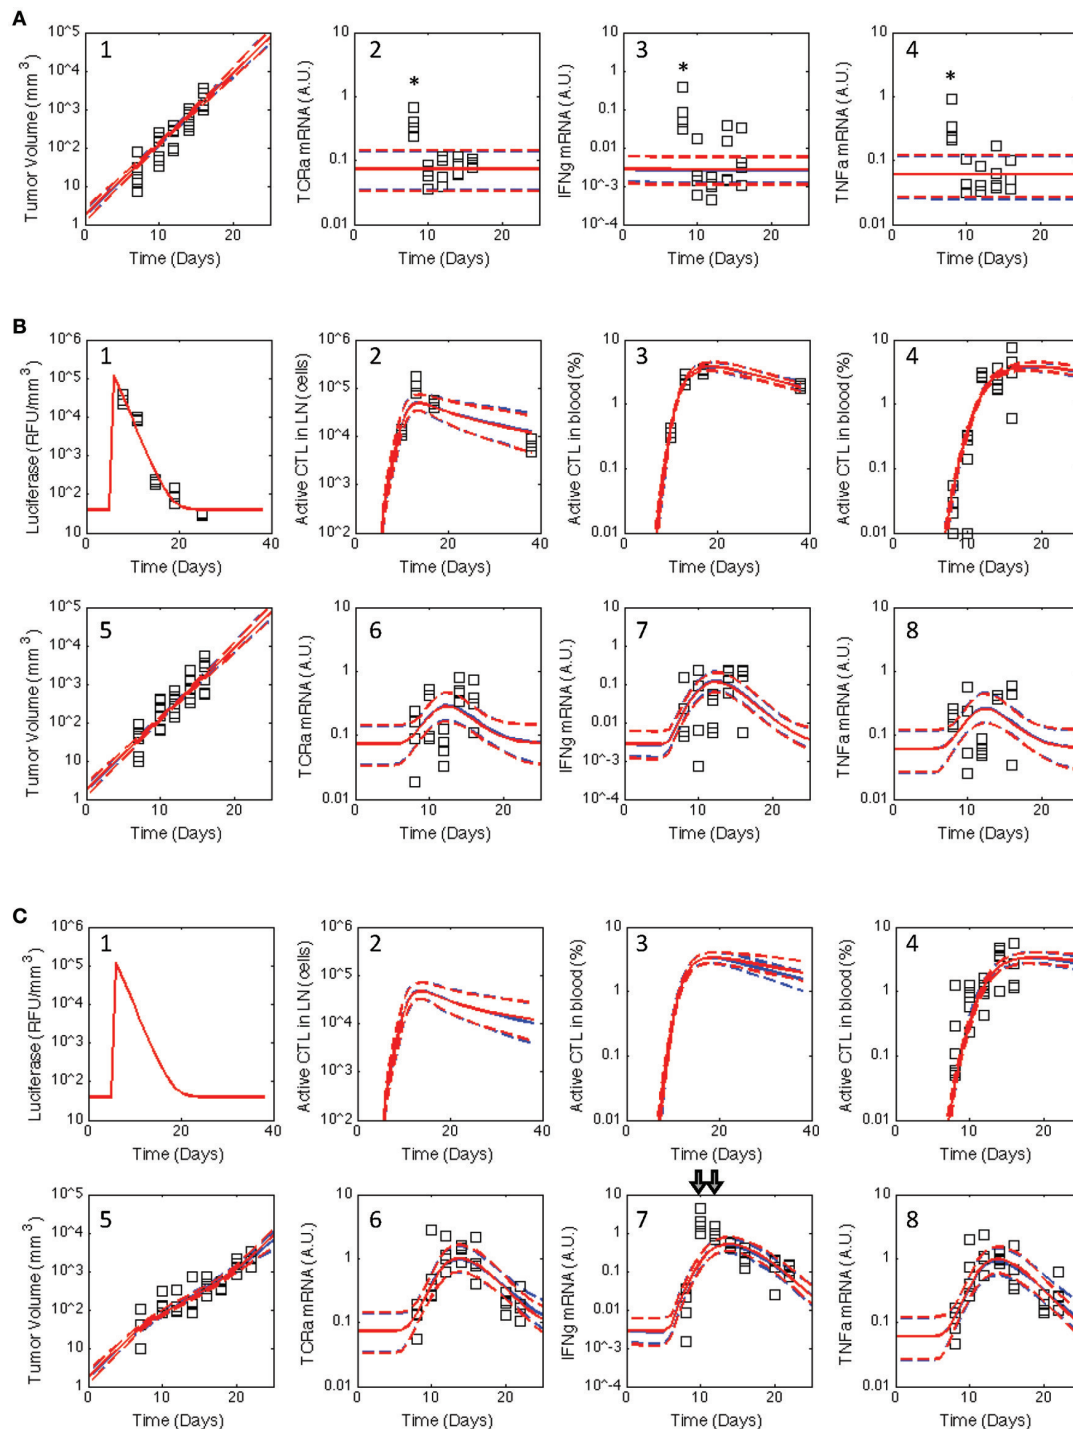 A
Tumor Volume (mm^3)
1
10^5
10^4
10^3
10^2
10
1
0 10 20
Time (Days)
TCRa mRNA (A.U.)
2
*
10
1
0.1
0.01
0 10 20
Time (Days)
IFNg mRNA (A.U.)
3
*
10
1
0.1
0.01
10^-3
10^-4
0 10 20
Time (Days)
TNFa mRNA (A.U.)
4
*
10
1
0.1
0.01
0 10 20
Time (Days)
B
Luciferase (RFU/mm^3)
1
10^6
10^5
10^4
10^2
10
0 20 40
Time (Days)
Active CTL in LN (cells)
2
10^6
10^5
10^4
10^2
0 20 40
Time (Days)
Active CTL in blood (%)
3
10
1
0.1
0.01
0 20 40
Time (Days)
Active CTL in blood (%)
4
10
1
0.1
0.01
0 10 20
Time (Days)
Tumor Volume (mm^3)
5
10^5
10^4
10^3
10^2
10
1
0 10 20
Time (Days)
TCRa mRNA (A.U.)
6
10
1
0.1
0.01
0 10 20
Time (Days)
IFNg mRNA (A.U.)
7
10
1
0.1
0.01
10^-3
10^-4
0 10 20
Time (Days)
TNFa mRNA (A.U.)
8
10
1
0.1
0.01
0 10 20
Time (Days)
C
Luciferase (RFU/mm^3)
1
10^6
10^5
10^4
10^2
10
0 20 40
Time (Days)
Active CTL in LN (cells)
2
10^6
10^5
10^4
10^2
0 20 40
Time (Days)
Active CTL in blood (%)
3
10
1
0.1
0.01
0 20 40
Time (Days)
Active CTL in blood (%)
4
10
1
0.1
0.01
0 10 20
Time (Days)
Tumor Volume (mm^3)
5
10^5
10^4
10^3
10^2
10
1
0 10 20
Time (Days)
TCRa mRNA (A.U.)
6
10
1
0.1
0.01
0 10 20
Time (Days)
IFNg mRNA (A.U.)
7
10
1
0.1
0.01
10^-3
10^-4
0 10 20
Time (Days)
TNFa mRNA (A.U.)
8
10
1
0.1
0.01
0 10 20
Time (Days)